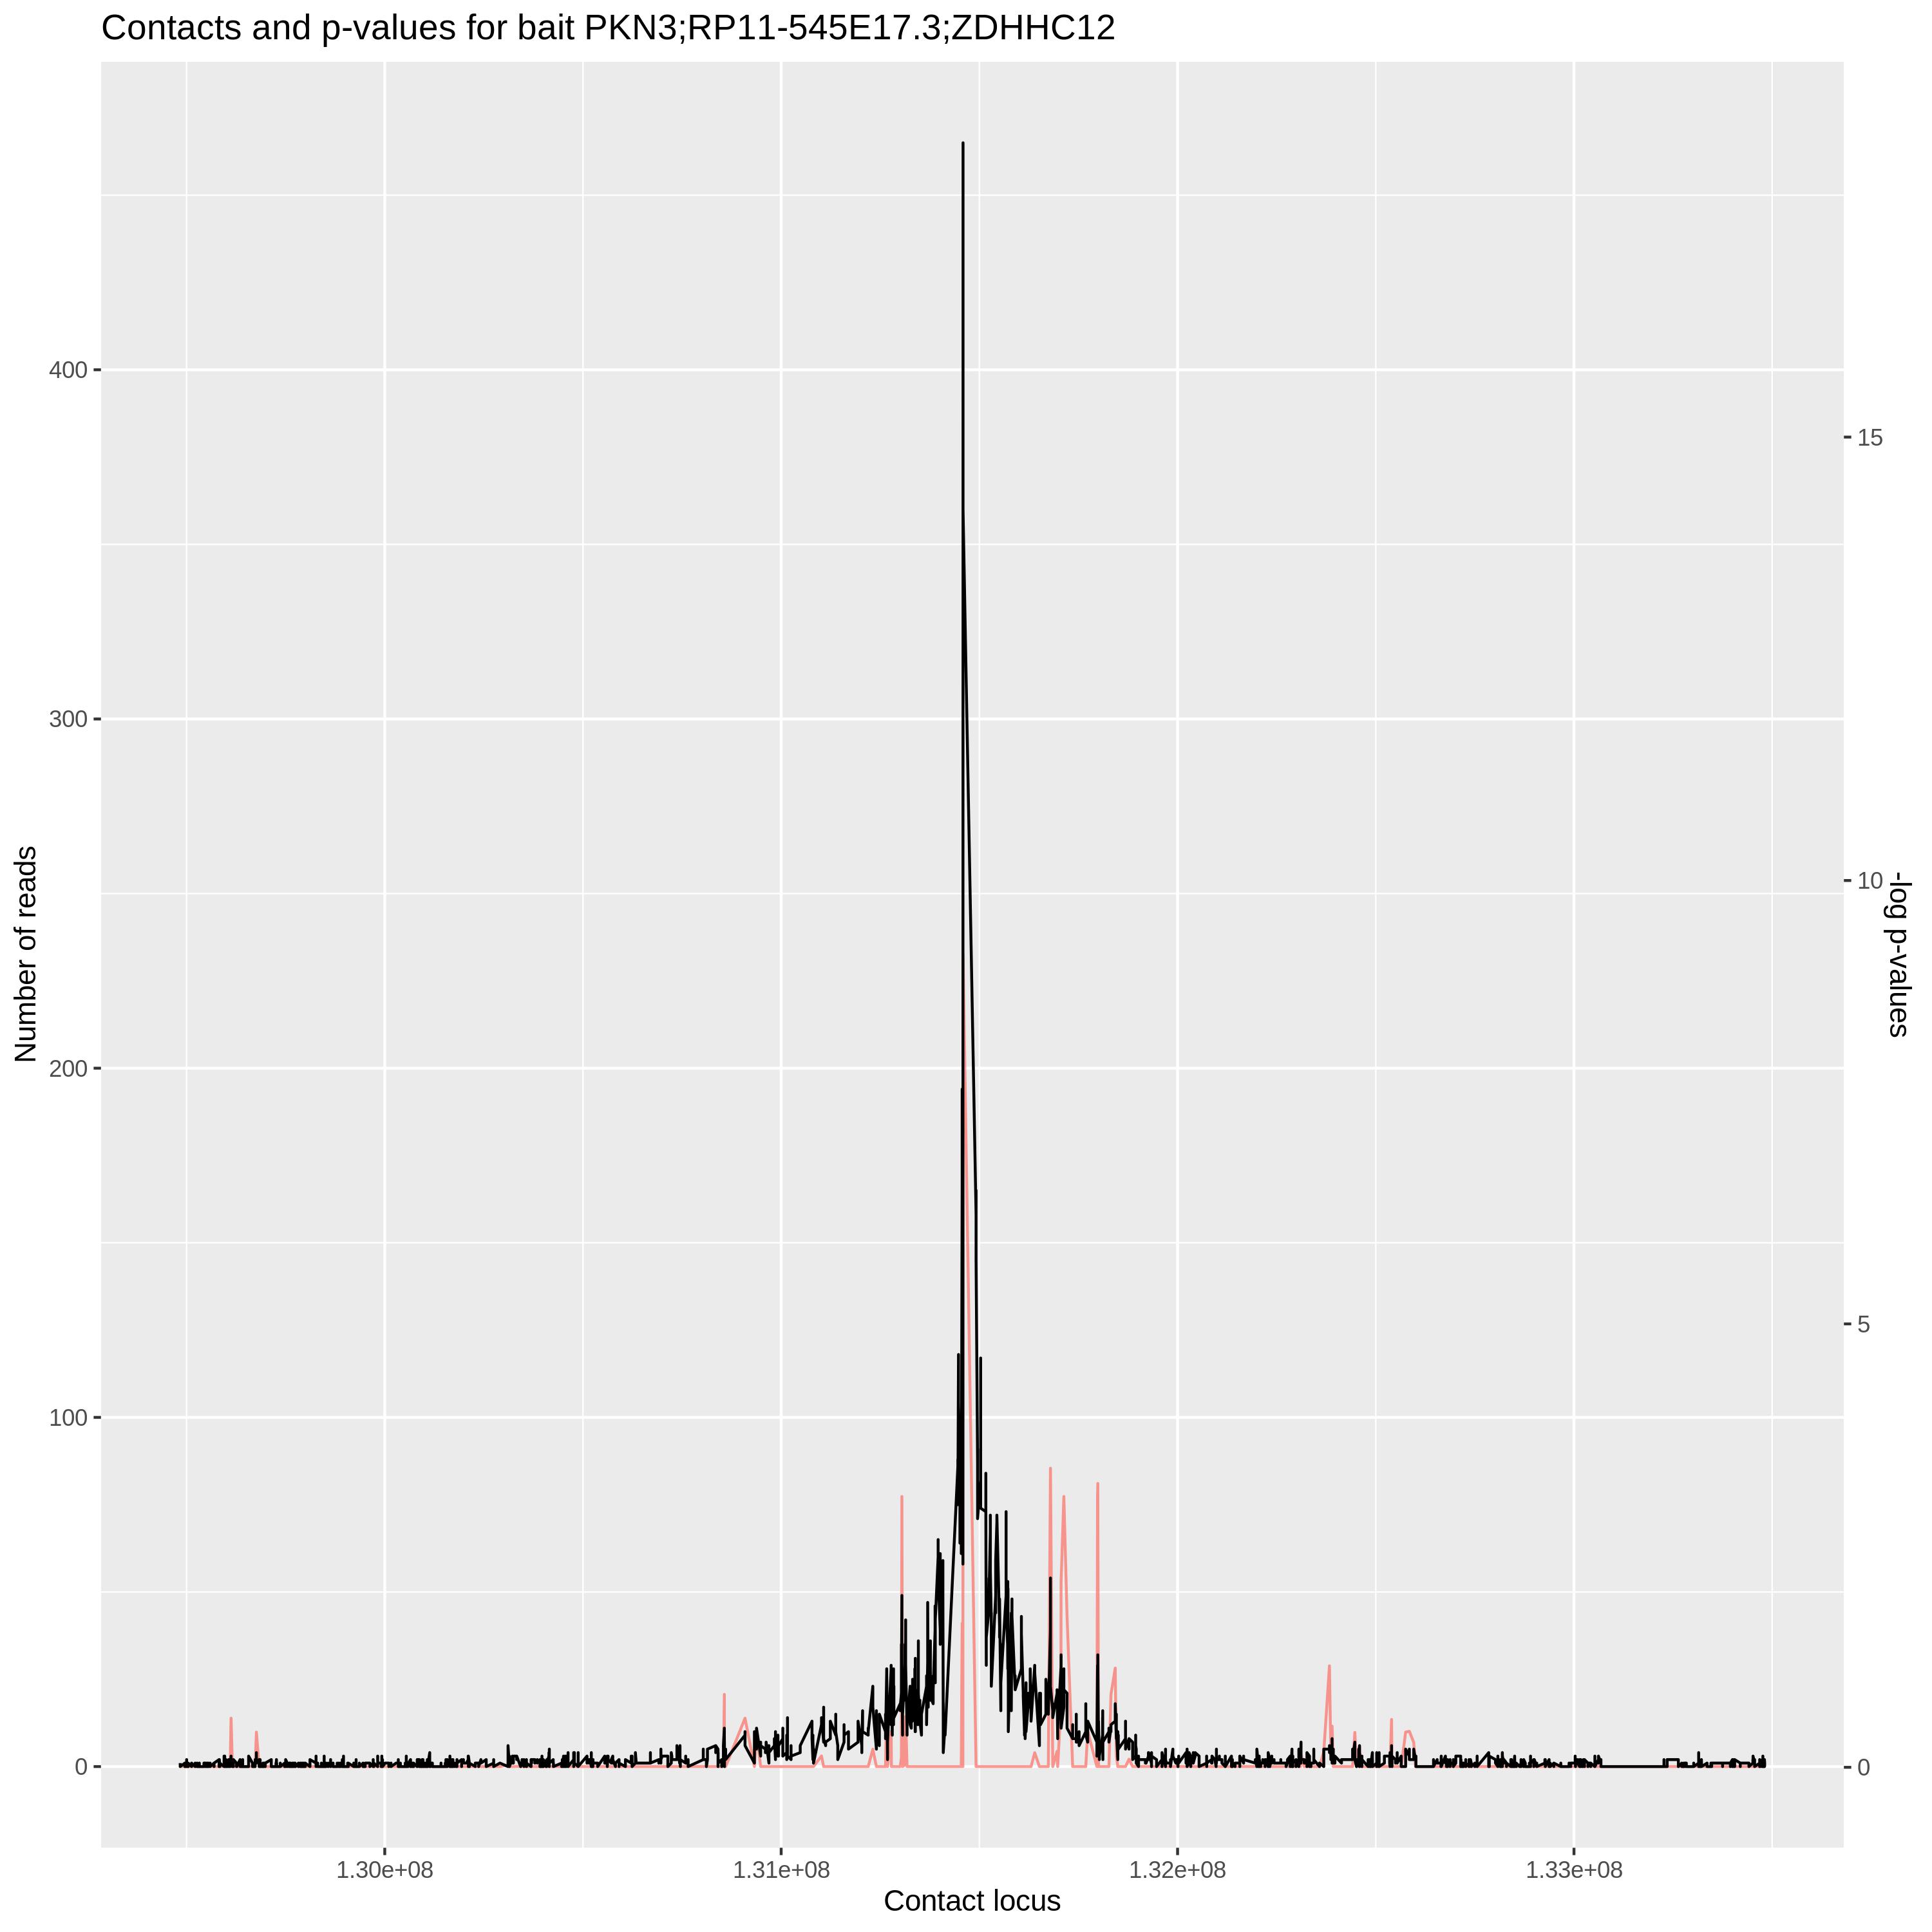 Contacts and p-values for bait PKN3;RP11-545E17.3;ZDHHC12
Number of reads
400
300
200
100
0
15
10
5
0
-log p-values
1.30e+08 1.31e+08 1.32e+08 1.33e+08
Contact locus